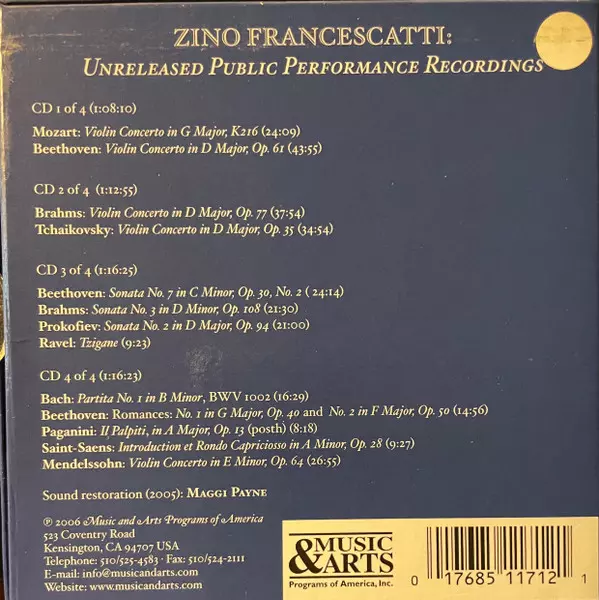 ZINO FRANCESCATTI:
UNRELEASED PUBLIC PERFORMANCE RECORDINGS
CD 1 of 4 (1:08:10)
Mozart: Violin Concerto in G Major, K216 (24:09)
Beethoven: Violin Concerto in D Major, Op. 61 (43:55)
CD 2 of 4 (1:12:55)
Brahms: Violin Concerto in D Major, Op. 77 (37:54)
Tchaikovsky: Violin Concerto in D Major, Op. 35 (34:54)
CD 3 of 4 (1:16:25)
Beethoven: Sonata No. 7 in C Minor, Op. 30, No. 2 ( 24:14)
Brahms: Sonata No. 3 in D Minor, Op. 108 (21:30)
Prokofiev: Sonata No. 2 in D Major, Op. 94 (21:00)
Ravel: Tzigane (9:23)
CD 4 of 4 (1:16:23)
Bach: Partita No. 1 in B Minor, BWV 1002 (16:29)
Beethoven: Romances: No. 1 in G Major, Op. 40 and No. 2 in F Major, Op. 50 (14:56)
Paganini: Il Palpiti, in A Major, Op. 13 (posth) (8:18)
Saint-Saens: Introduction et Rondo Capriccioso in A Minor, Op. 28 (9:27)
Mendelssohn: Violin Concerto in E Minor, Op. 64 (26:55)
Sound restoration (2005): MAGGI PAYNE
℗ 2006 Music and Arts Programs of America
523 Coventry Road
Kensington, CA 94707 USA
Telephone: 510/525-4583 · Fax: 510/524-2111
E-mail: info@musicandarts.com
Website: www.musicandarts.com
MUSIC
& ARTS
Programs of America, Inc.
0 17685 11712 1